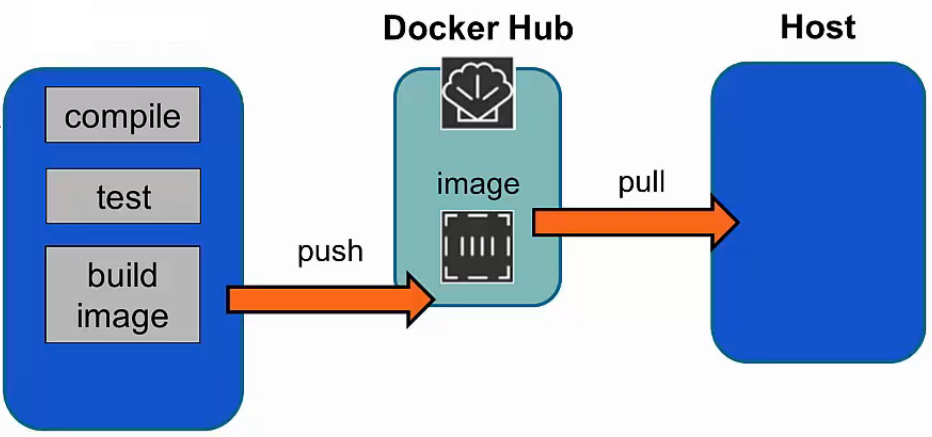 Docker Hub
Host
compile
test
build
image
push
image
pull